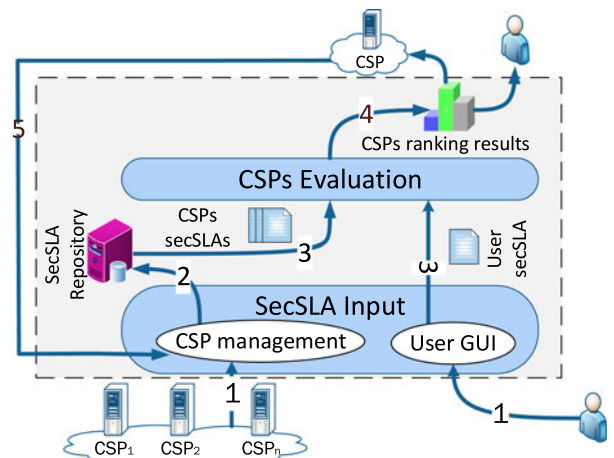 CSP
5
4
CSPs ranking results
CSPs Evaluation
SecSLA
Repository
CSPs
secSLAs
3
3
User
secSLA
2
SecSLA Input
CSP management
User GUI
1
1
CSP₁
CSP₂
CSPη